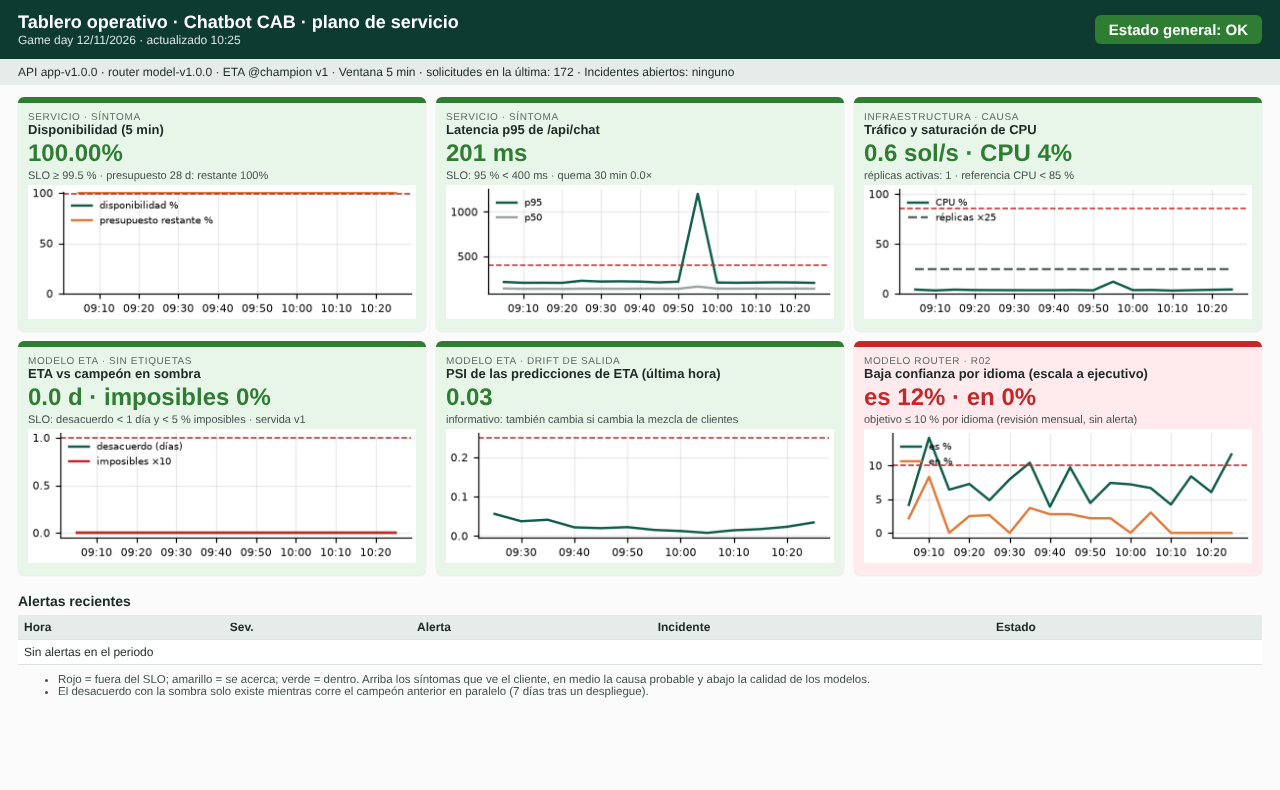 Tablero operativo · Chatbot CAB · plano de servicio
Game day 12/11/2026 · actualizado 10:25
Estado general: OK
API app-v1.0.0 · router model-v1.0.0 · ETA @champion v1 · Ventana 5 min · solicitudes en la última: 172 · Incidentes abiertos: ninguno
SERVICIO · SÍNTOMA
Disponibilidad (5 min)
100.00%
SLO ≥ 99.5 % · presupuesto 28 d: restante 100%
100
50
0
disponibilidad %
presupuesto restante %
09:10 09:20 09:30 09:40 09:50 10:00 10:10 10:20
SERVICIO · SÍNTOMA
Latencia p95 de /api/chat
201 ms
SLO: 95 % < 400 ms · quema 30 min 0.0×
1000
500
p95
p50
09:10 09:20 09:30 09:40 09:50 10:00 10:10 10:20
INFRAESTRUCTURA · CAUSA
Tráfico y saturación de CPU
0.6 sol/s · CPU 4%
réplicas activas: 1 · referencia CPU < 85 %
100
50
0
CPU %
réplicas ×25
09:10 09:20 09:30 09:40 09:50 10:00 10:10 10:20
MODELO ETA · SIN ETIQUETAS
ETA vs campeón en sombra
0.0 d · imposibles 0%
SLO: desacuerdo < 1 día y < 5 % imposibles · servida v1
1.0
0.5
0.0
desacuerdo (días)
imposibles ×10
09:10 09:20 09:30 09:40 09:50 10:00 10:10 10:20
MODELO ETA · DRIFT DE SALIDA
PSI de las predicciones de ETA (última hora)
0.03
informativo: también cambia si cambia la mezcla de clientes
0.2
0.1
0.0
09:30 09:40 09:50 10:00 10:10 10:20
MODELO ROUTER · R02
Baja confianza por idioma (escala a ejecutivo)
es 12% · en 0%
objetivo ≤ 10 % por idioma (revisión mensual, sin alerta)
10
5
0
es %
en %
09:10 09:20 09:30 09:40 09:50 10:00 10:10 10:20
Alertas recientes
Hora Sev. Alerta Incidente Estado
Sin alertas en el periodo
• Rojo = fuera del SLO; amarillo = se acerca; verde = dentro. Arriba los síntomas que ve el cliente, en medio la causa probable y abajo la calidad de los modelos.
• El desacuerdo con la sombra solo existe mientras corre el campeón anterior en paralelo (7 días tras un despliegue).